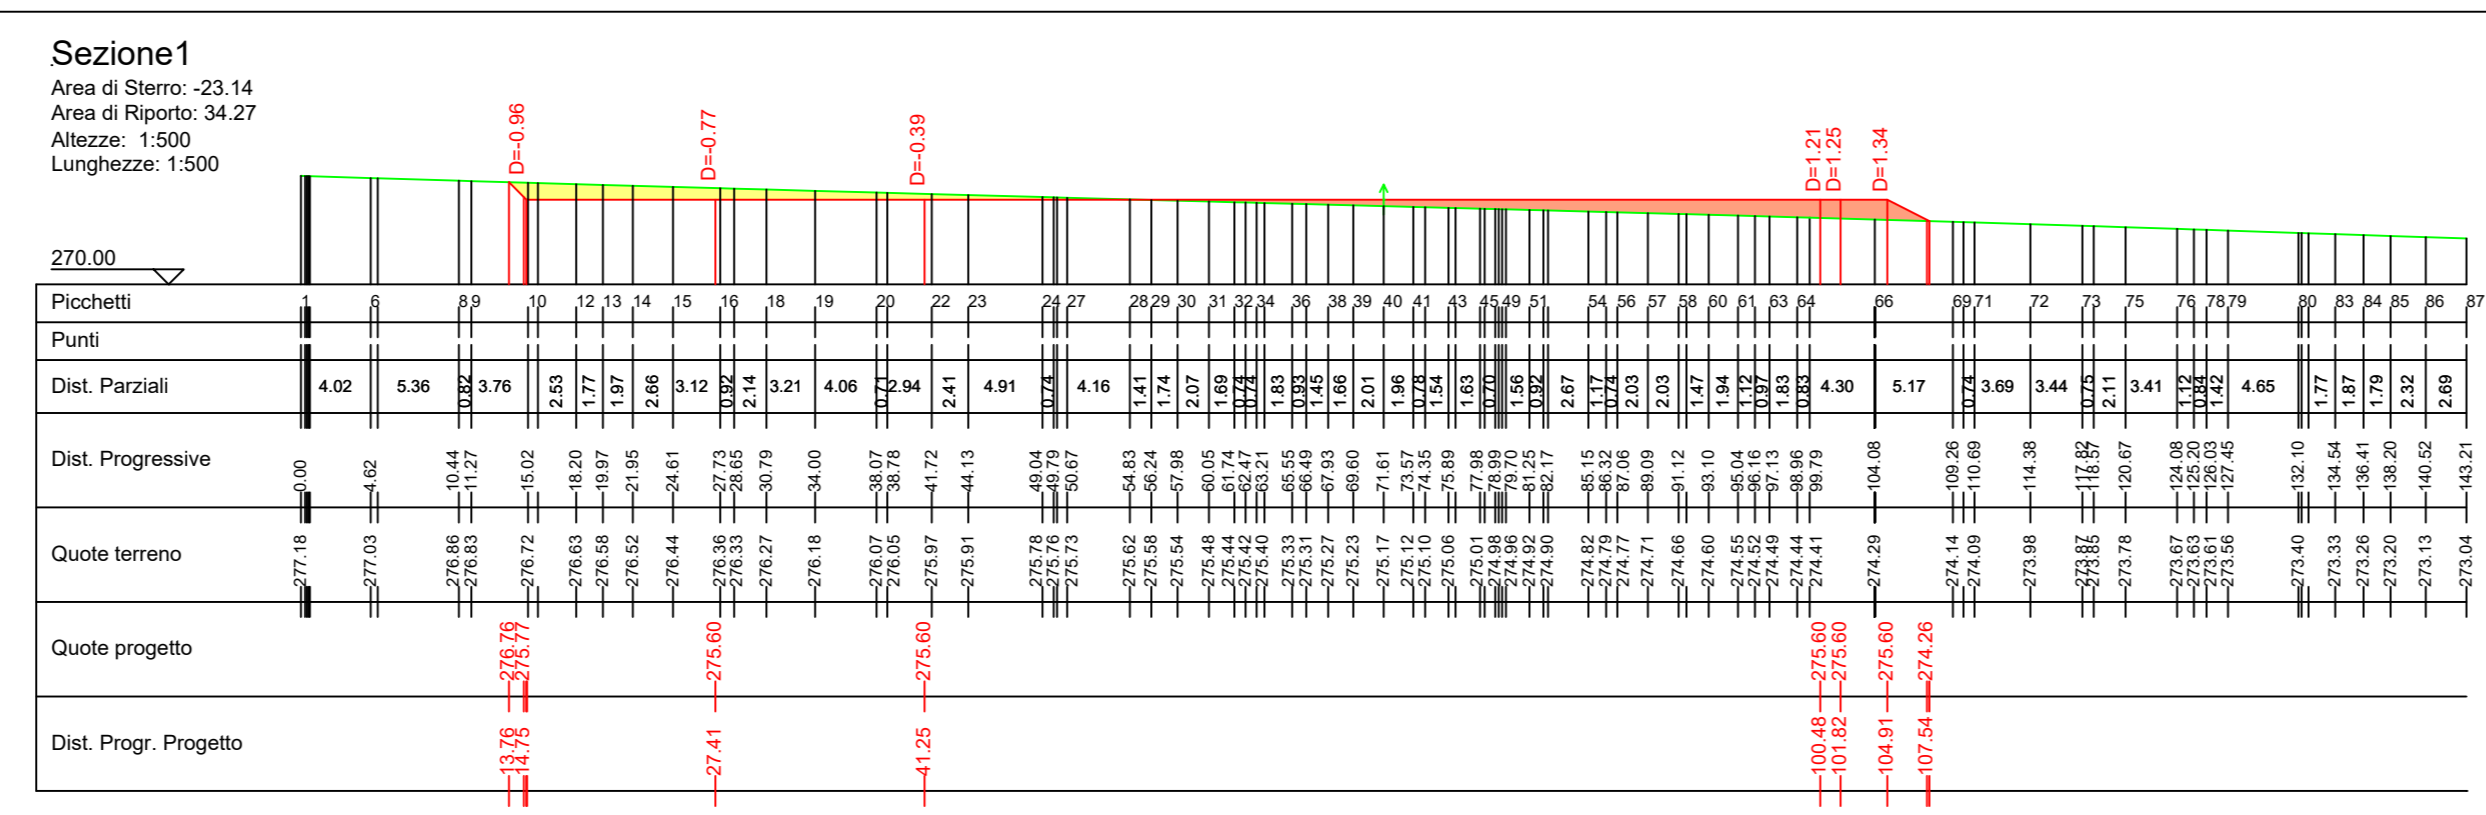 Sezione1
Area di Sterro: -23.14
Area di Riporto: 34.27
Altezze: 1:500
Lunghezze: 1:500
D=-0.96 D=-0.77 D=-0.39 D=1.21 D=1.25 D=1.34
270.00
Picchetti 1 6 8 9 10 12 13 14 15 16 18 19 20 22 23 24 27 28 29 30 31 32 34 36 38 39 40 41 43 45 49 51 54 56 57 58 60 61 63 64 66 69 71 72 73 75 76 78 79 80 83 84 85 86 87
Punti
Dist. Parziali 4.02 5.36 0.82 3.76 2.53 1.77 1.97 2.66 3.12 0.92 2.14 3.21 4.06 0.71 2.94 2.41 4.91 0.74 4.16 1.41 1.74 2.07 1.69 0.74 0.74 1.83 0.93 1.45 1.66 2.01 1.96 0.78 1.54 1.63 0.70 1.56 0.92 2.67 1.17 0.74 2.03 2.03 1.47 1.94 1.12 0.97 1.83 0.83 4.30 5.17 0.74 3.69 3.44 0.75 2.11 3.41 1.12 0.84 1.42 4.65 1.77 1.87 1.79 2.32 2.69
Dist. Progressive 0.00 4.62 10.44 11.27 15.02 18.20 19.97 21.95 24.61 27.73 28.65 30.79 34.00 38.07 38.78 41.72 44.13 49.04 49.79 50.67 54.83 56.24 57.98 60.05 61.74 62.47 63.21 65.55 66.49 67.93 69.60 71.61 73.57 74.35 75.89 77.98 78.99 79.70 81.25 82.17 85.15 86.32 87.06 89.09 91.12 93.10 95.04 96.16 97.13 98.96 99.79 104.08 109.26 110.69 114.38 117.82 118.57 120.67 124.08 125.20 126.03 127.45 132.10 134.54 136.41 138.20 140.52 143.21
Quote terreno 277.18 277.03 276.86 276.83 276.72 276.63 276.58 276.52 276.44 276.36 276.33 276.27 276.18 276.07 276.05 275.97 275.91 275.78 275.76 275.73 275.62 275.58 275.54 275.48 275.44 275.42 275.40 275.33 275.31 275.27 275.23 275.17 275.12 275.10 275.06 275.01 274.98 274.96 274.92 274.90 274.82 274.79 274.77 274.71 274.66 274.60 274.55 274.52 274.49 274.44 274.41 274.29 274.14 274.09 273.98 273.87 273.85 273.78 273.67 273.63 273.61 273.56 273.40 273.33 273.26 273.20 273.13 273.04
Quote progetto 276.76 275.77 275.60 275.60 275.60 275.60 275.60 274.26
Dist. Progr. Progetto 13.76 14.75 27.41 41.25 100.48 101.82 104.91 107.54